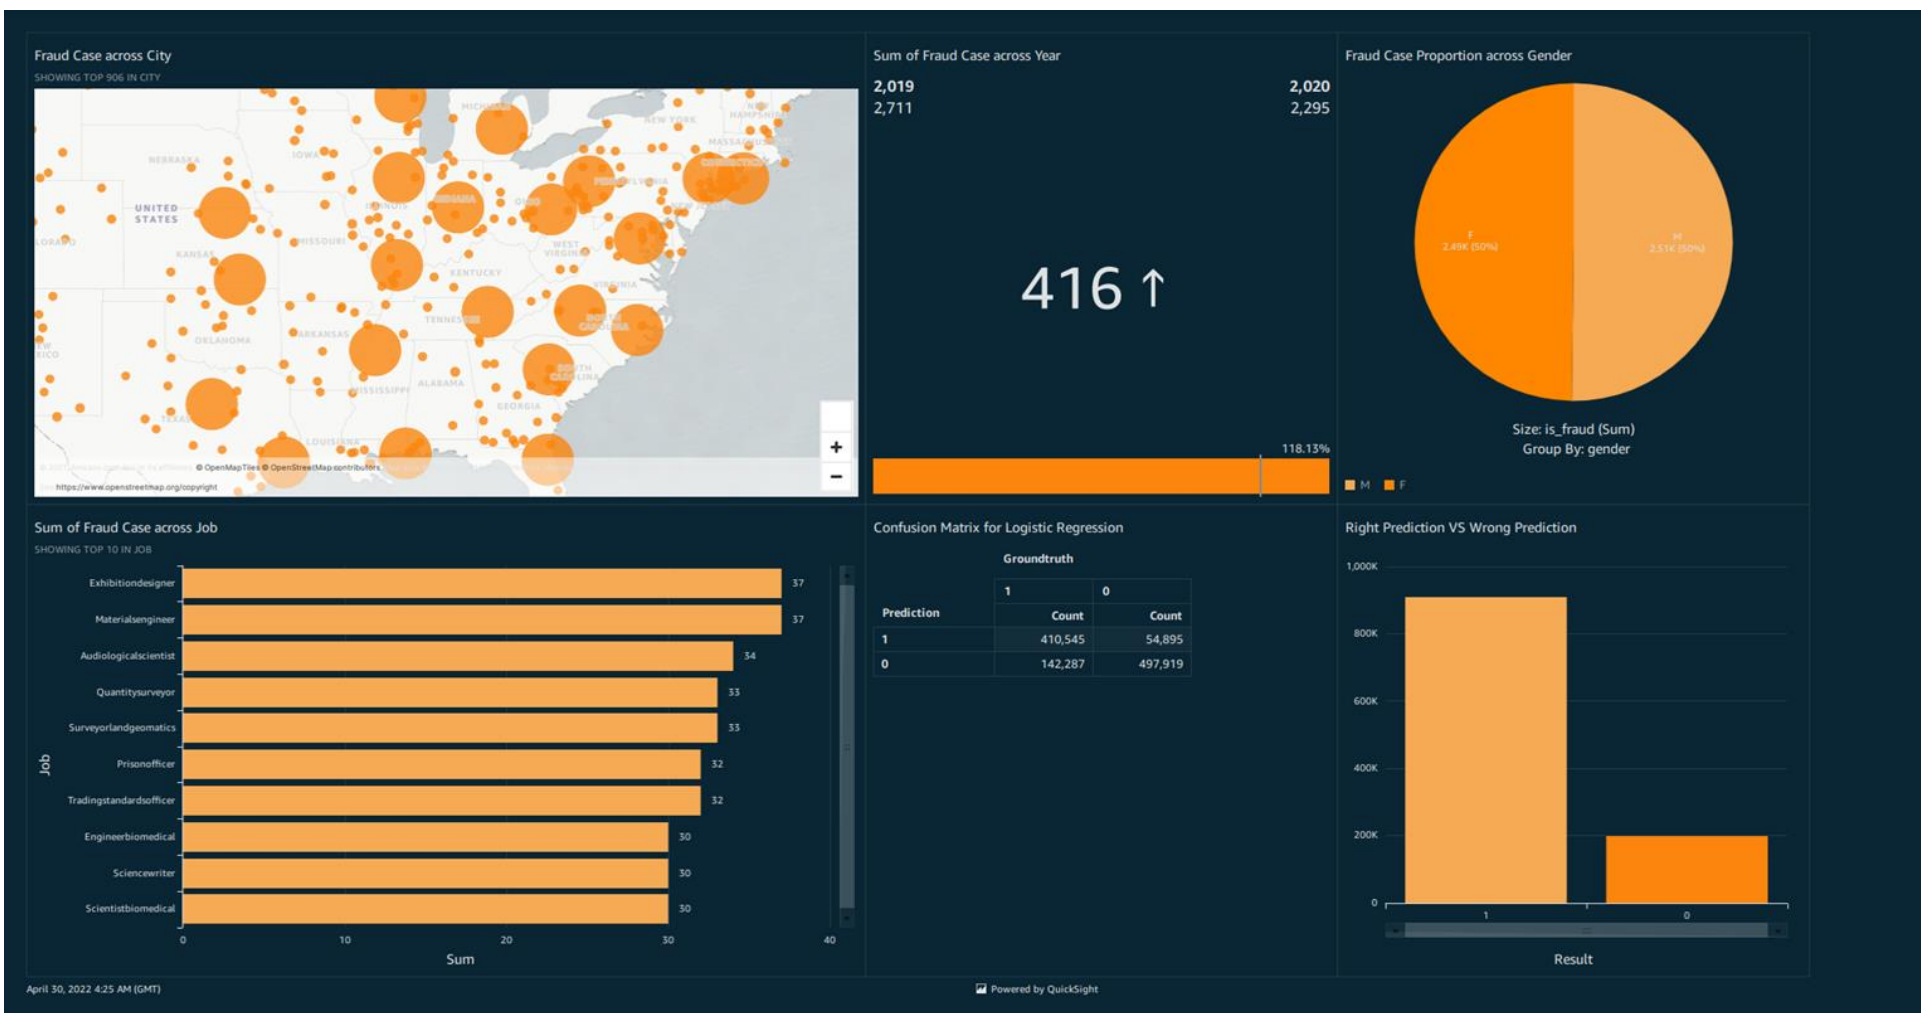 Fraud Case across City
SHOWING TOP 906 IN CITY
MICHIG
NEW YORK
NEW
HAMPSHI
MASSACHUS
CONNECTICUT
NEBRASKA
IOWA
PENNSYLVANIA
UNITED
STATES
ILLINOIS
INDIANA
OHIO
NEW JERSEY
MISSOURI
WEST
VIRGINI
KANSAS
KENTUCKY
VIRGINIA
TENNESSEE
NORTH
CAROLINA
OKLAHOMA
ARKANSAS
SOUTH
CAROLINA
MISSISSIPPI
ALABAMA
GEORGIA
TEXAS
LOUISIANA
© OpenMapTiles © OpenStreetMap contributors
https://www.openstreetmap.org/copyright
+
−
Sum of Fraud Case across Year
2,019
2,711
2,020
2,295
416 ↑
118.13%
Fraud Case Proportion across Gender
F
2.49K (50%)
M
2.51K (50%)
Size: is_fraud (Sum)
Group By: gender
M F
Sum of Fraud Case across Job
SHOWING TOP 10 IN JOB
Job
Exhibitiondesigner 37
Materialsengineer 37
Audiologicalscientist 34
Quantitysurveyor 33
Surveyorlandgeomatics 33
Prisonofficer 32
Tradingstandardsofficer 32
Engineerbiomedical 30
Sciencewriter 30
Scientistbiomedical 30
0 10 20 30 40
Sum
Confusion Matrix for Logistic Regression
Groundtruth
1 0
Prediction Count Count
1 410,545 54,895
0 142,287 497,919
Right Prediction VS Wrong Prediction
1,000K
800K
600K
400K
200K
0
1 0
Result
April 30, 2022 4:25 AM (GMT)
Powered by QuickSight